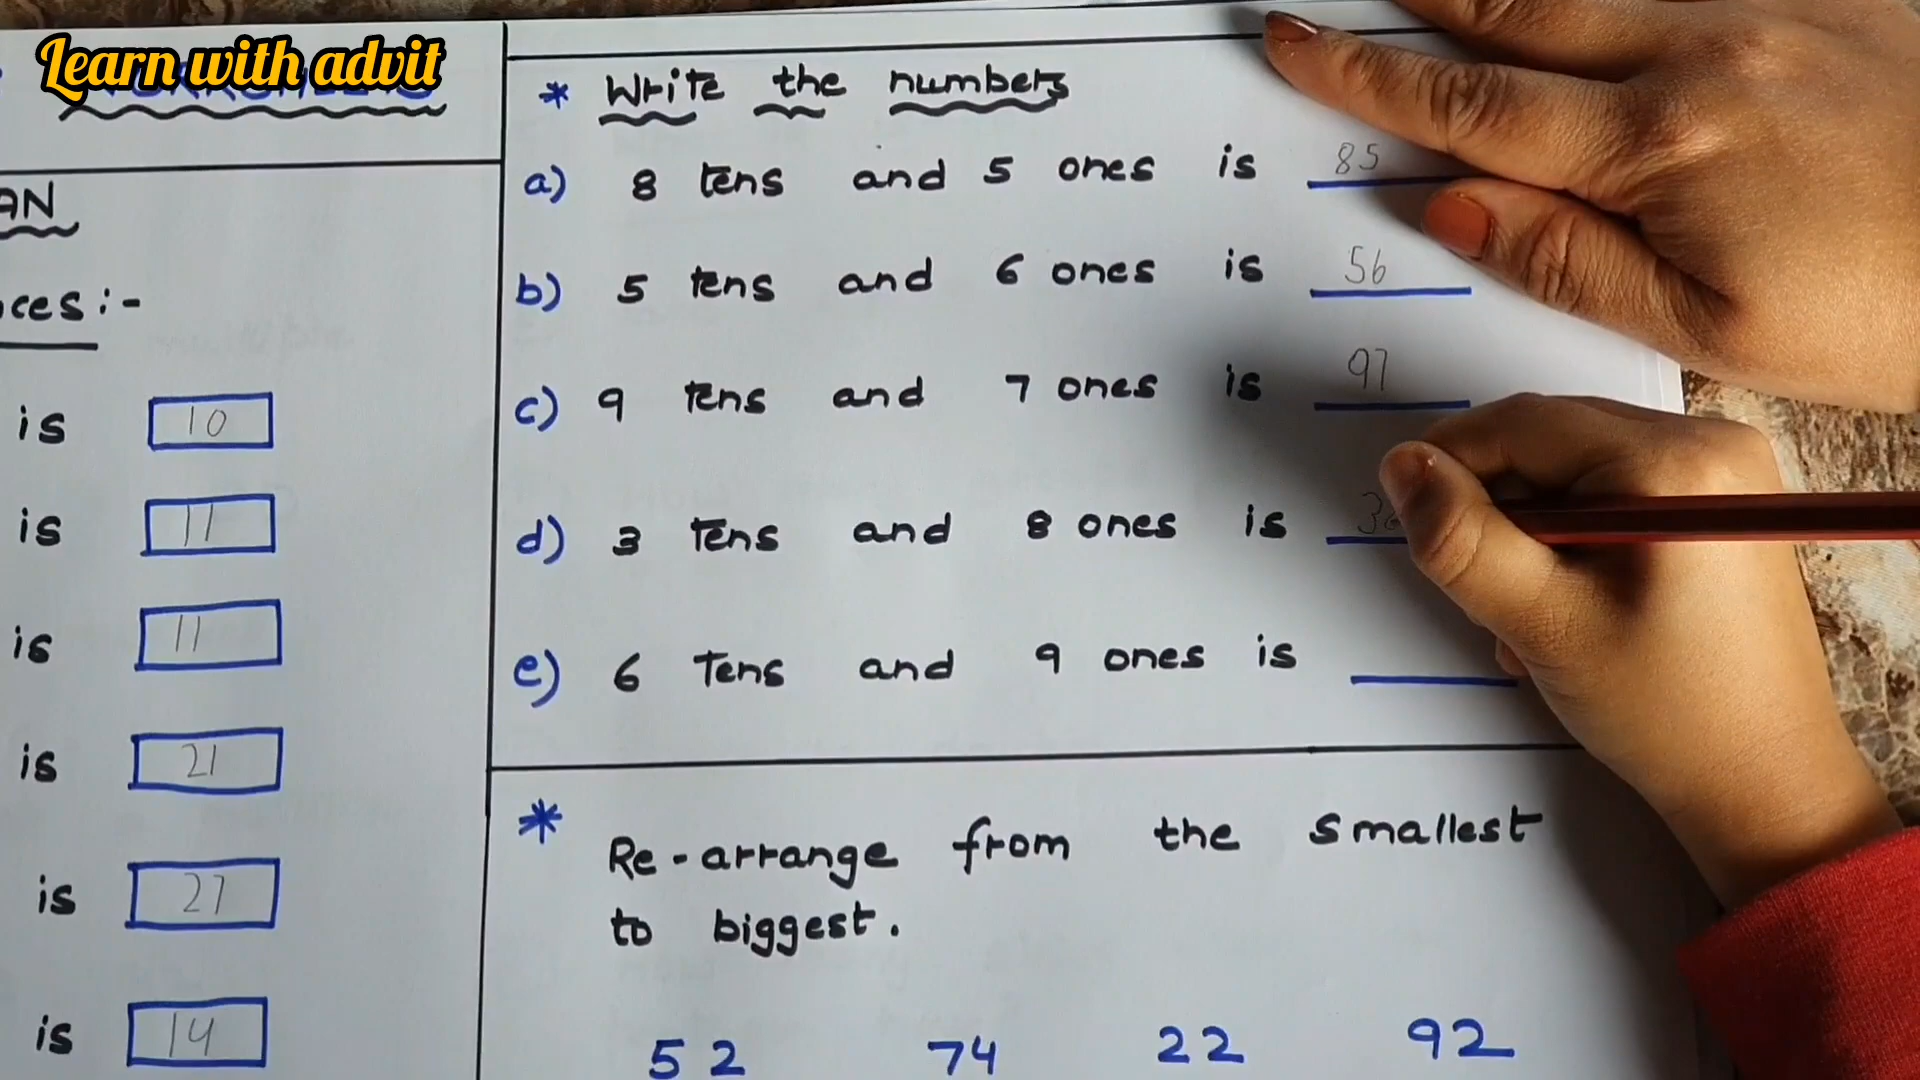 Learn with advit
AN
ces:-
is 10
is 11
is 11
is 21
is 27
is 14
* Write the numbers
a) 8 tens and 5 ones is 85
b) 5 tens and 6 ones is 56
c) 9 tens and 7 ones is 97
d) 3 tens and 8 ones is 3
e) 6 Tens and 9 ones is
* Re-arrange from the smallest
to biggest.
52 74 22 92